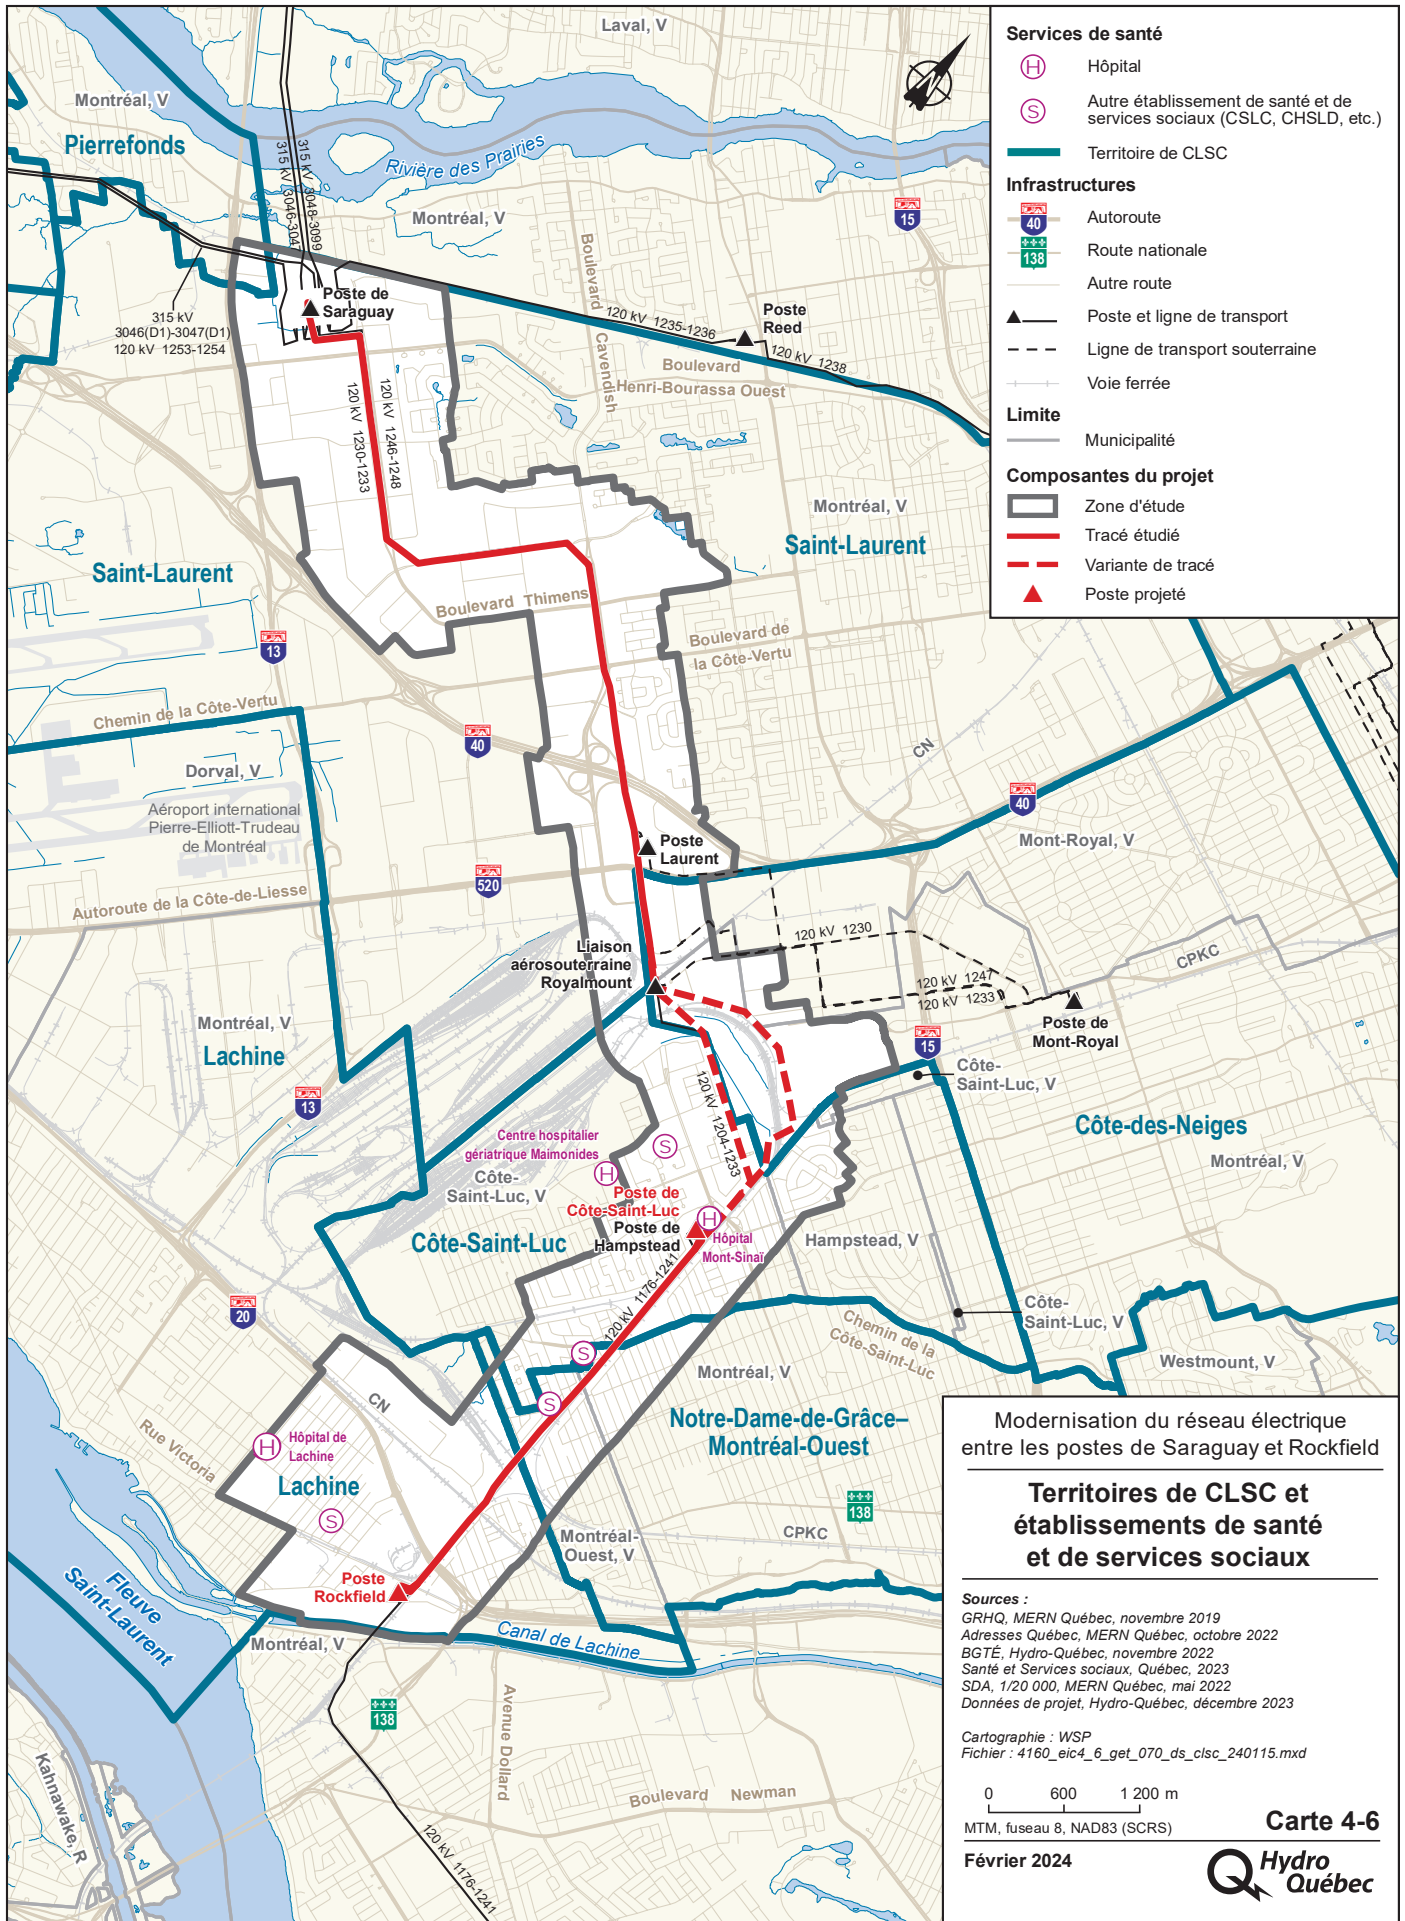 Laval, V
Montréal, V
Pierrefonds
Rivière des Prairies
Montréal, V
315 kV 3046-3047
315 kV 3048-3099
15
Boulevard Cavendish
Poste de
Saraguay
315 kV
3046(D1)-3047(D1)
120 kV 1253-1254
120 kV 1235-1236
Poste
Reed
120 kV 1238
Boulevard
Henri-Bourassa Ouest
120 kV 1230-1233
120 kV 1246-1248
Montréal, V
Saint-Laurent
Saint-Laurent
Boulevard Thimens
Boulevard de
la Côte-Vertu
13
Chemin de la Côte-Vertu
40
CN
Dorval, V
Aéroport international
Pierre-Elliott-Trudeau
de Montréal
40
Mont-Royal, V
Poste
Laurent
520
Autoroute de la Côte-de-Liesse
120 kV 1230
Liaison
aérosouterraine
Royalmount
CPKC
120 kV 1247
120 kV 1233
Poste de
Mont-Royal
Montréal, V
Lachine
15
Côte-
Saint-Luc, V
13
120 kV 1204-1233
Côte-des-Neiges
Montréal, V
Centre hospitalier
gériatrique Maimonides
S
H
Côte-
Saint-Luc, V
Poste de
Côte-Saint-Luc
Poste de
Hampstead
H
Hôpital
Mont-Sinaï
Côte-Saint-Luc
Hampstead, V
120 kV 1176-1241
20
Côte-
Saint-Luc, V
Chemin de la
Côte-Saint-Luc
S
Montréal, V
Westmount, V
CN
S
Notre-Dame-de-Grâce–
Montréal-Ouest
Rue Victoria
H
Hôpital de
Lachine
Lachine
S
138
CPKC
Montréal-
Ouest, V
Poste
Rockfield
Fleuve
Saint-Laurent
Montréal, V
Canal de Lachine
138
Avenue Dollard
Kahnawake, R
Boulevard Newman
120 kV 1176-1241
Services de santé
H
Hôpital
S
Autre établissement de santé et de
services sociaux (CSLC, CHSLD, etc.)
Territoire de CLSC
Infrastructures
40
Autoroute
138
Route nationale
Autre route
Poste et ligne de transport
Ligne de transport souterraine
Voie ferrée
Limite
Municipalité
Composantes du projet
Zone d'étude
Tracé étudié
Variante de tracé
Poste projeté
Modernisation du réseau électrique
entre les postes de Saraguay et Rockfield
Territoires de CLSC et
établissements de santé
et de services sociaux
Sources :
GRHQ, MERN Québec, novembre 2019
Adresses Québec, MERN Québec, octobre 2022
BGTÉ, Hydro-Québec, novembre 2022
Santé et Services sociaux, Québec, 2023
SDA, 1/20 000, MERN Québec, mai 2022
Données de projet, Hydro-Québec, décembre 2023
Cartographie : WSP
Fichier : 4160_eic4_6_get_070_ds_clsc_240115.mxd
0 600 1 200 m
MTM, fuseau 8, NAD83 (SCRS)
Carte 4-6
Février 2024
Hydro
Québec